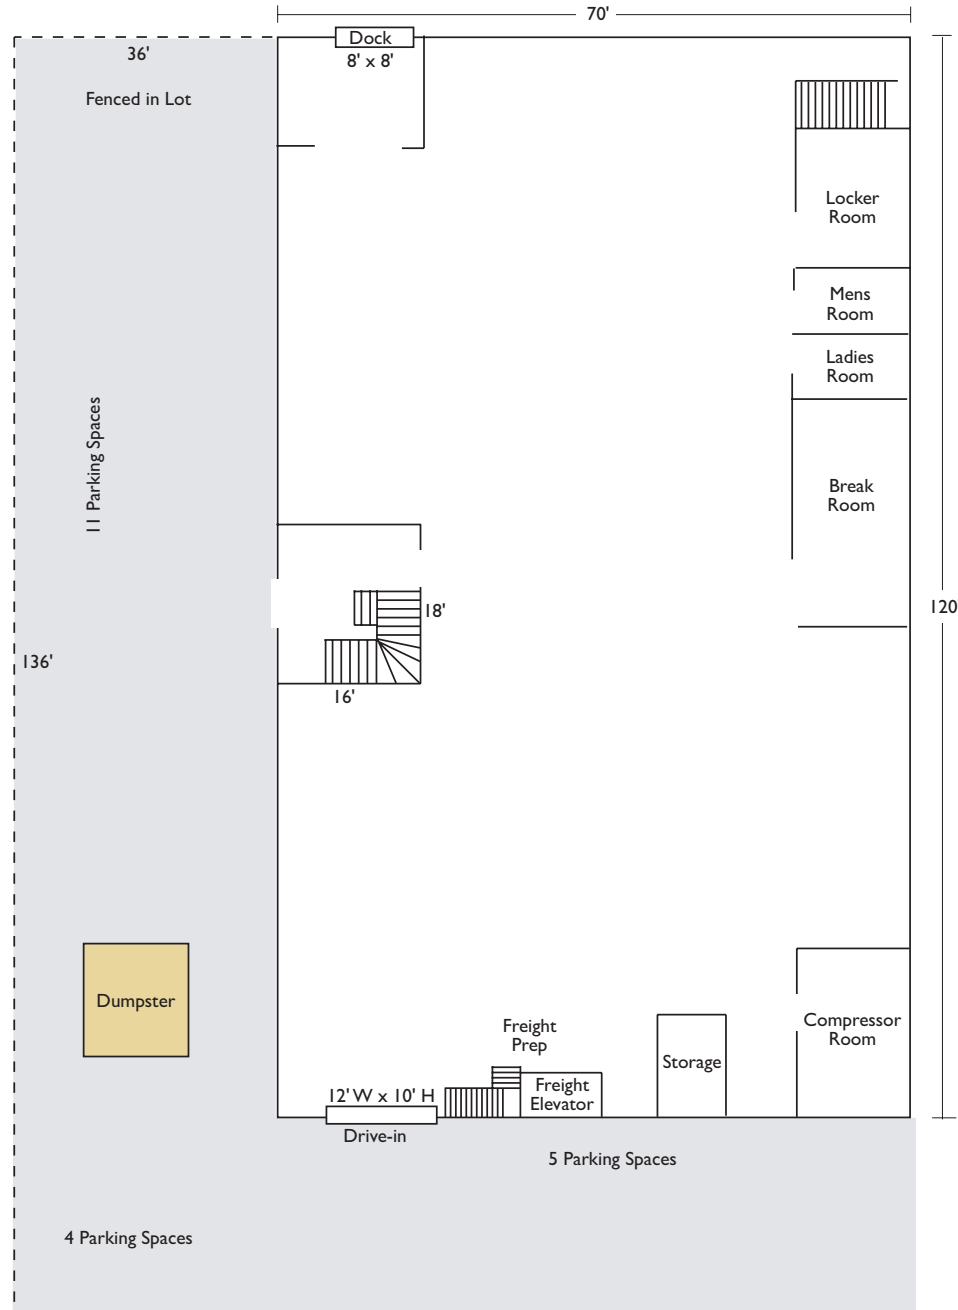 70'
Dock
8' x 8'
36'
Fenced in Lot
Locker
Room
Mens
Room
Ladies
Room
11 Parking Spaces
Break
Room
18'
120
136'
16'
Dumpster
Freight
Prep
Compressor
Room
Storage
Freight
Elevator
12' W x 10' H
Drive-in
5 Parking Spaces
4 Parking Spaces